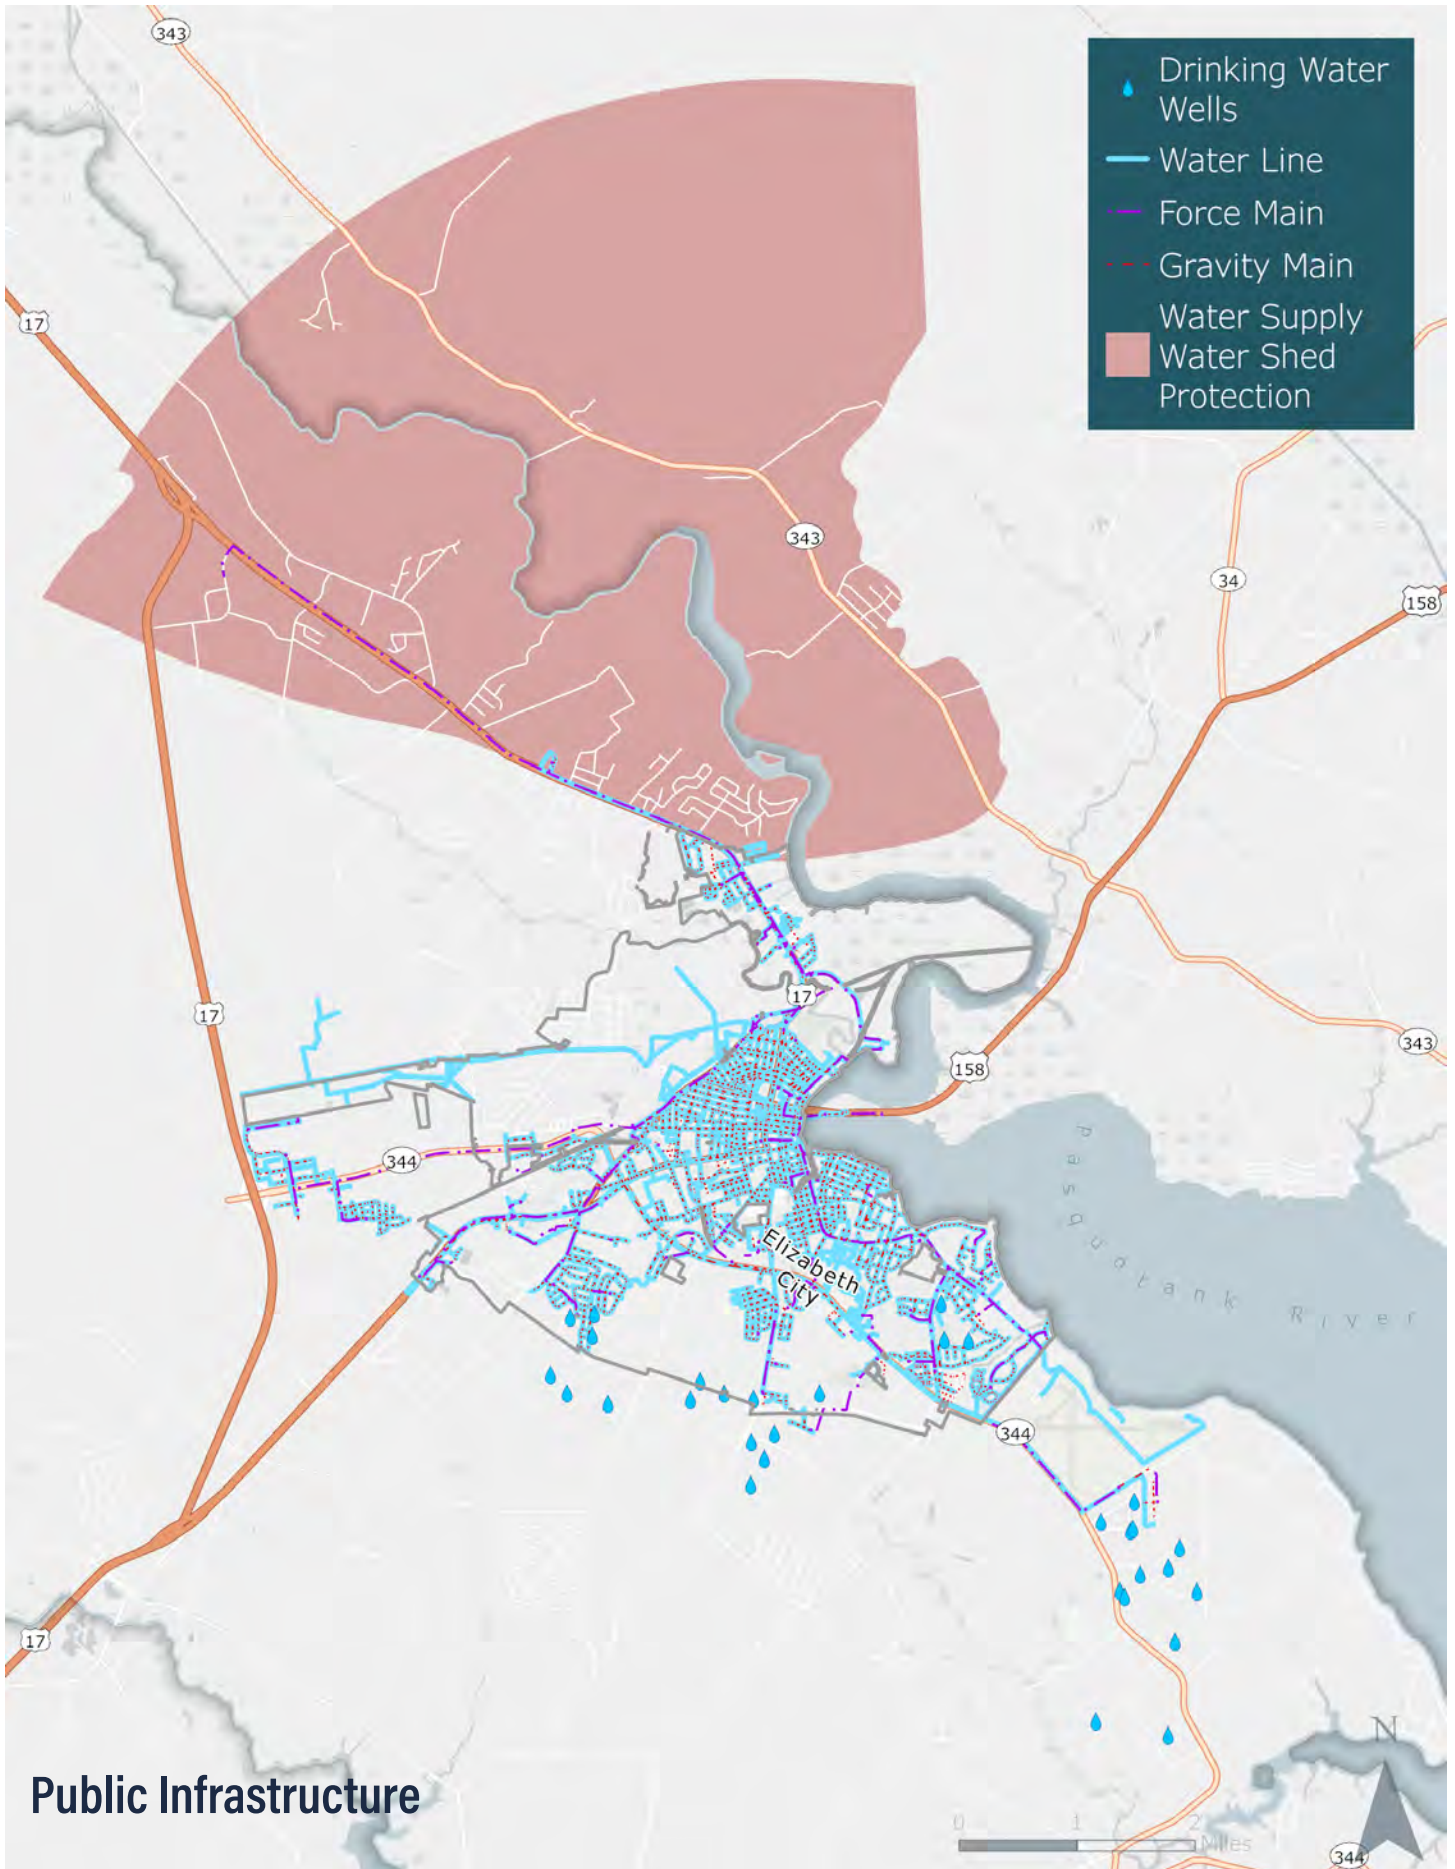 343
Drinking Water
Wells
Water Line
Force Main
Gravity Main
Water Supply
Water Shed
Protection
17
343
34
158
17
17
343
158
344
Elizabeth
City
Pasquotank River
344
17
N
Public Infrastructure
0 1 2
Miles
344